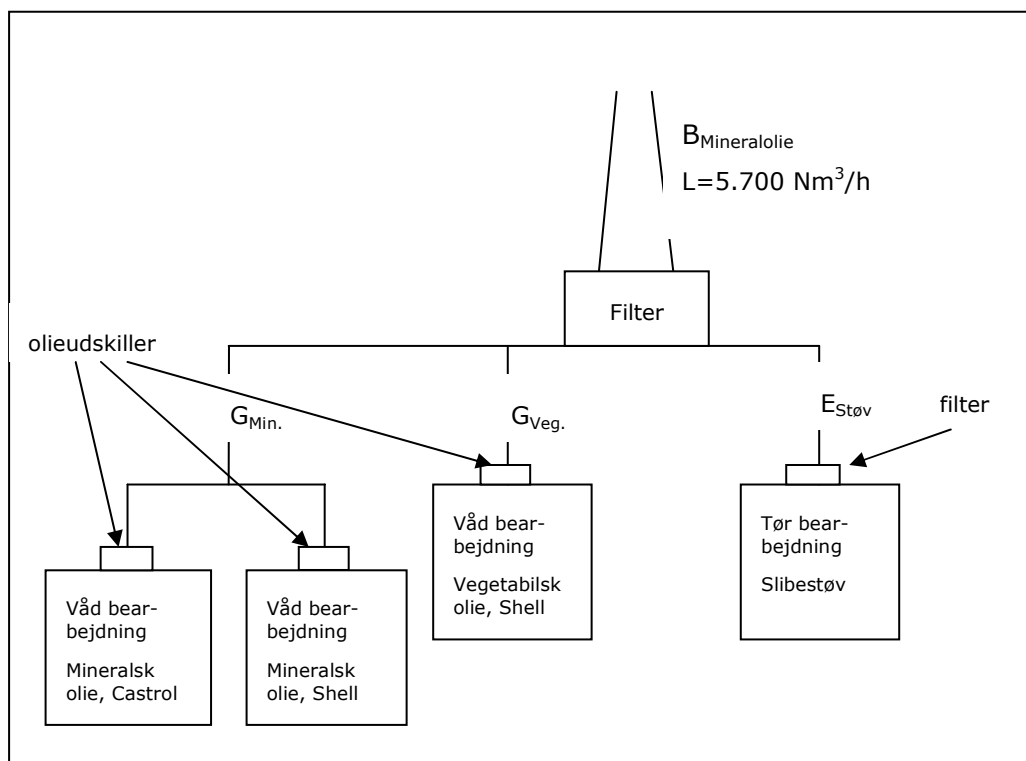 B_Mineralolie
L=5.700 Nm³/h
Filter
olieudskiller
G_Min.
G_Veg.
E_Støv
filter
Våd bear-
bejdning
Vegetabilsk
olie, Shell
Tør bear-
bejdning
Slibestøv
Våd bear-
bejdning
Mineralsk
olie, Castrol
Våd bear-
bejdning
Mineralsk
olie, Shell